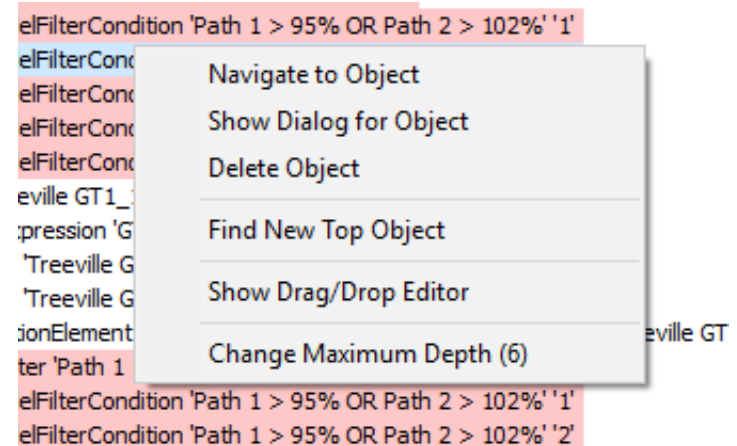 elFilterCondition 'Path 1 > 95% OR Path 2 > 102%' '1'
elFilterCond
Navigate to Object
elFilterCond
Show Dialog for Object
elFilterCond
Delete Object
elFilterCond
eville GT1_
Find New Top Object
pression 'G
'Treeville G
Show Drag/Drop Editor
'Treeville G
ionElement
eville GT
Change Maximum Depth (6)
ter 'Path 1
elFilterCondition 'Path 1 > 95% OR Path 2 > 102%' '1'
elFilterCondition 'Path 1 > 95% OR Path 2 > 102%' '2'